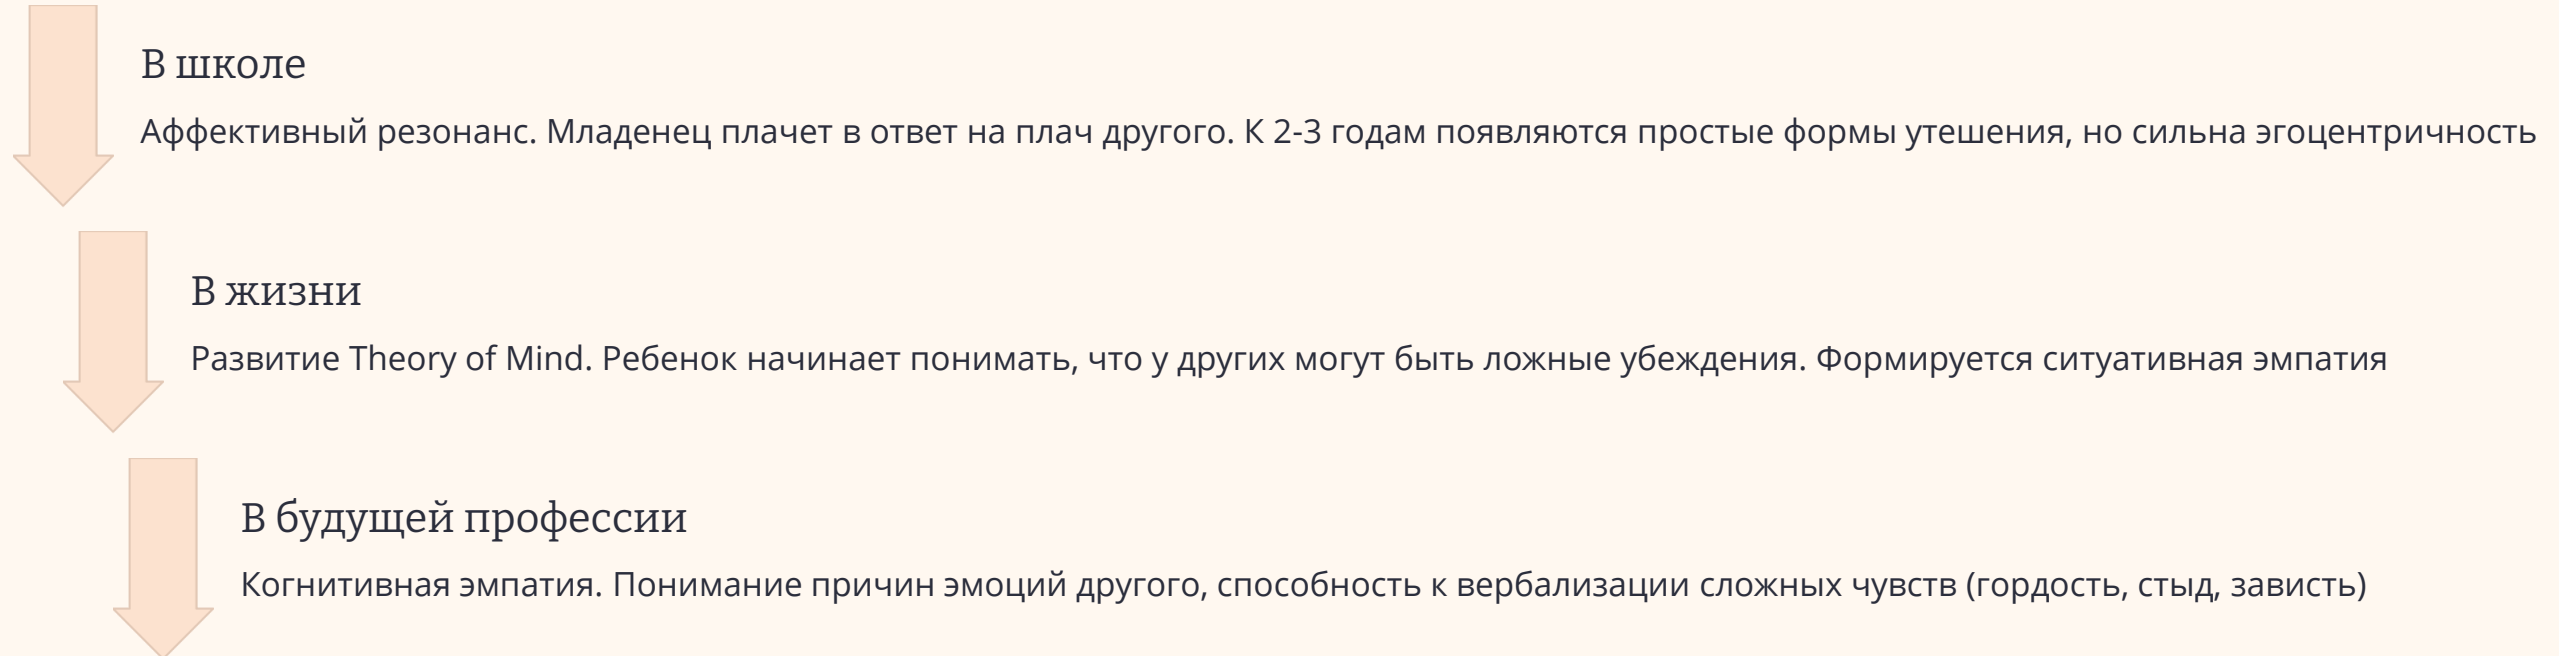 В школе
Аффективный резонанс. Младенец плачет в ответ на плач другого. К 2-3 годам появляются простые формы утешения, но сильна эгоцентричность
В жизни
Развитие Theory of Mind. Ребенок начинает понимать, что у других могут быть ложные убеждения. Формируется ситуативная эмпатия
В будущей профессии
Когнитивная эмпатия. Понимание причин эмоций другого, способность к вербализации сложных чувств (гордость, стыд, зависть)